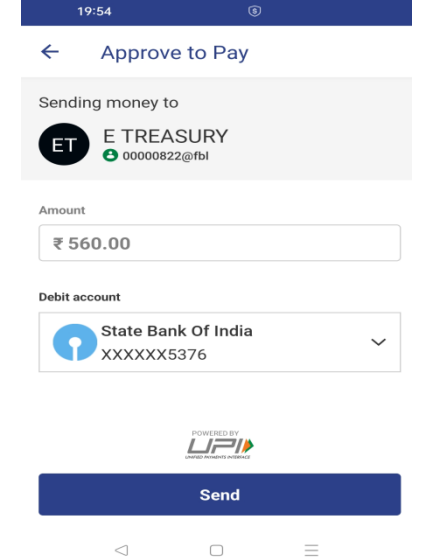 19:54
Approve to Pay
Sending money to
ET
E TREASURY
00000822@fbl
Amount
₹ 560.00
Debit account
State Bank Of India
XXXXXX5376
POWERED BY
UPI
UNIFIED PAYMENTS INTERFACE
Send